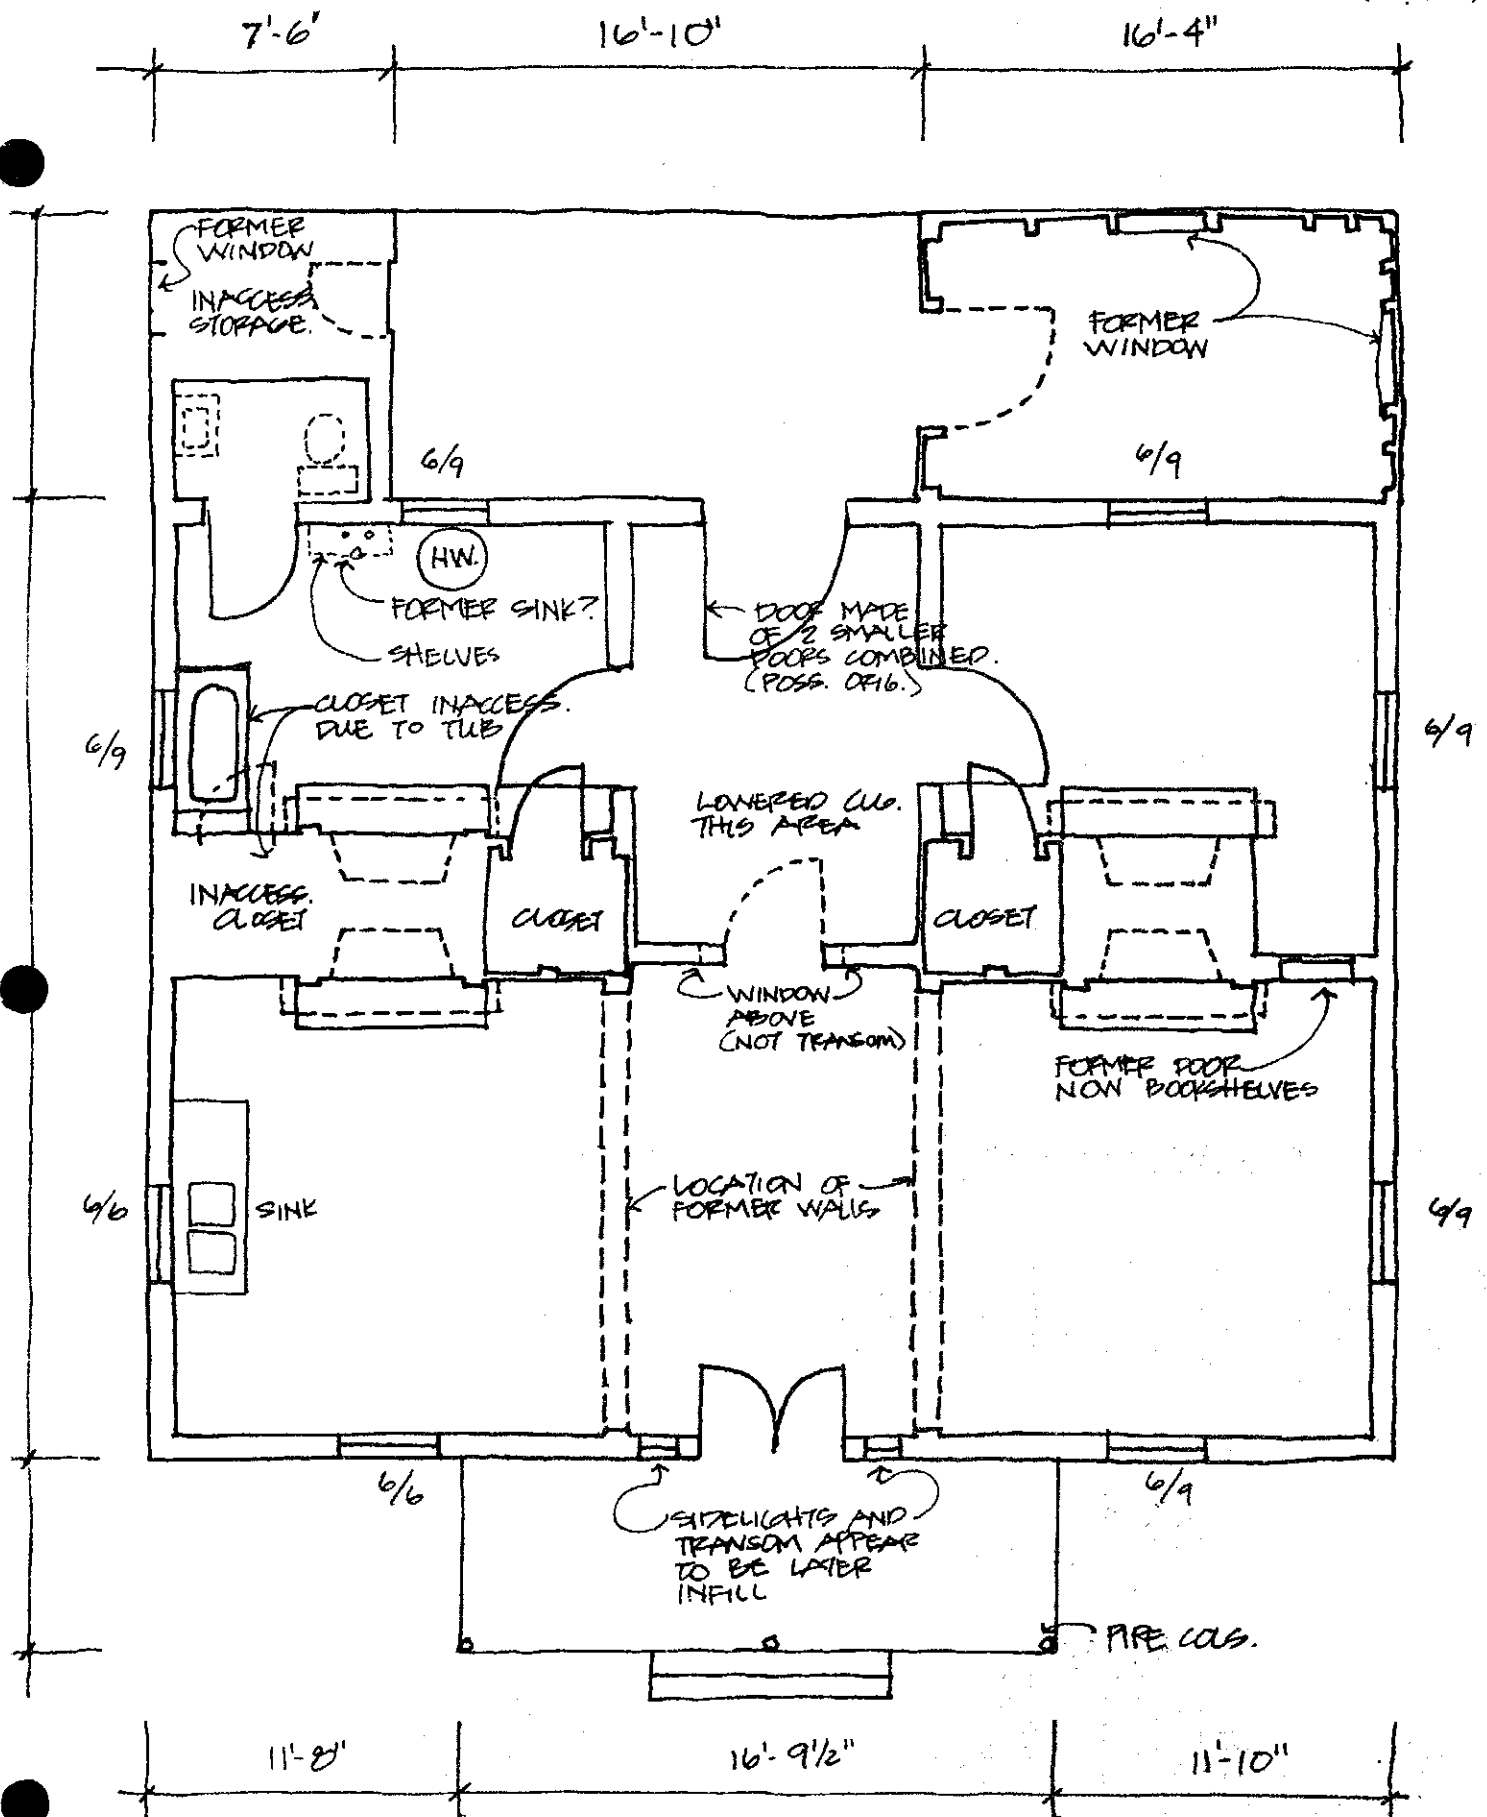 7'-6"
16'-10"
16'-4"
FORMER
WINDOW
INACCESS.
STORAGE.
FORMER
WINDOW
6/9
6/9
HW.
FORMER SINK?
SHELVES
DOOR MADE
OF 2 SMALLER
DOORS COMBINED.
(POSS. ORIG.)
CLOSET INACCESS.
DUE TO TUB
6/9
6/9
LOWERED CLG.
THIS AREA
INACCESS.
CLOSET
CLOSET
CLOSET
WINDOW
ABOVE
(NOT TRANSOM)
FORMER DOOR
NOW BOOKSHELVES
6/6
SINK
LOCATION OF
FORMER WALLS
6/9
6/6
6/9
SIDELIGHTS AND
TRANSOM APPEAR
TO BE LATER
INFILL
PIPE COLS.
11'-8"
16'-9 1/2"
11'-10"